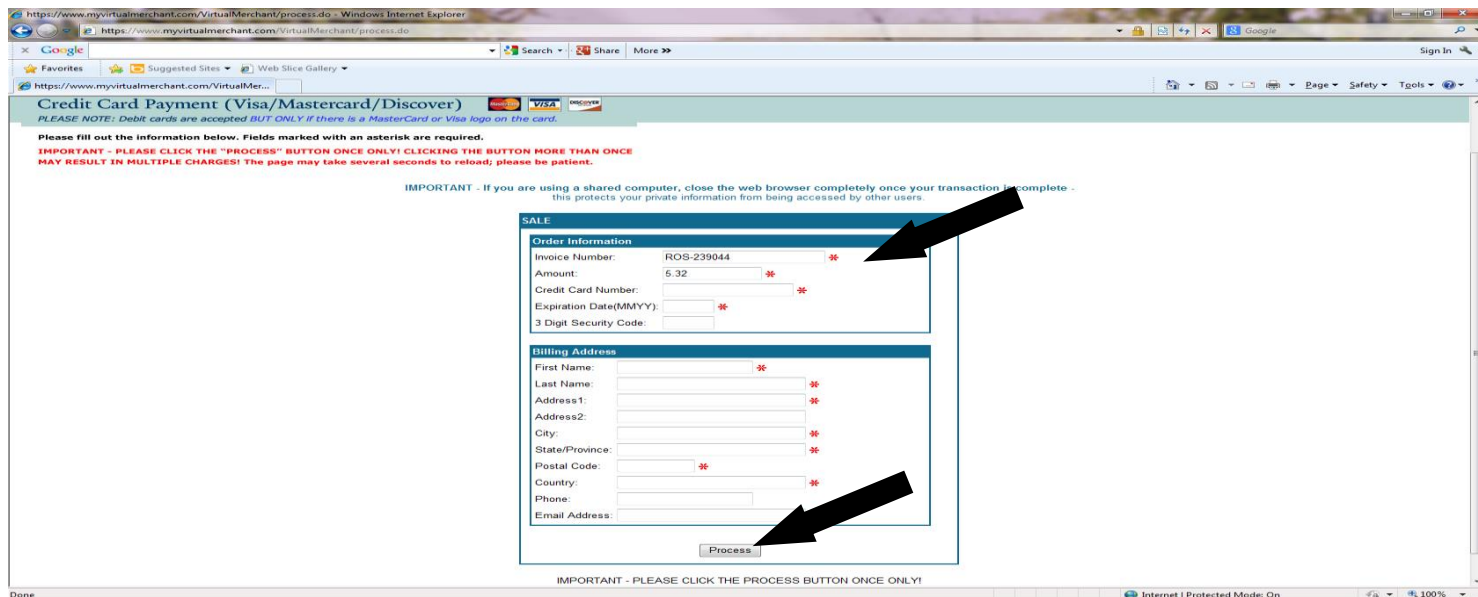 https://www.myvirtualmerchant.com/VirtualMerchant/process.do - Windows Internet Explorer
https://www.myvirtualmerchant.com/VirtualMerchant/process.do
Google
x Google Search Share More >> Sign In
Favorites Suggested Sites Web Slice Gallery
https://www.myvirtualmerchant.com/VirtualMer... Page Safety Tools
Credit Card Payment (Visa/Mastercard/Discover) MasterCard VISA DISCOVER
PLEASE NOTE: Debit cards are accepted BUT ONLY if there is a MasterCard or Visa logo on the card.
Please fill out the information below. Fields marked with an asterisk are required.
IMPORTANT - PLEASE CLICK THE "PROCESS" BUTTON ONCE ONLY! CLICKING THE BUTTON MORE THAN ONCE
MAY RESULT IN MULTIPLE CHARGES! The page may take several seconds to reload; please be patient.
IMPORTANT - If you are using a shared computer, close the web browser completely once your transaction is complete -
this protects your private information from being accessed by other users.
SALE
Order Information
Invoice Number: ROS-239044 *
Amount: 5.32 *
Credit Card Number: *
Expiration Date(MMYY): *
3 Digit Security Code:
Billing Address
First Name: *
Last Name: *
Address1: *
Address2:
City: *
State/Province: *
Postal Code: *
Country: *
Phone:
Email Address:
Process
IMPORTANT - PLEASE CLICK THE PROCESS BUTTON ONCE ONLY!
Done Internet | Protected Mode: On 100%